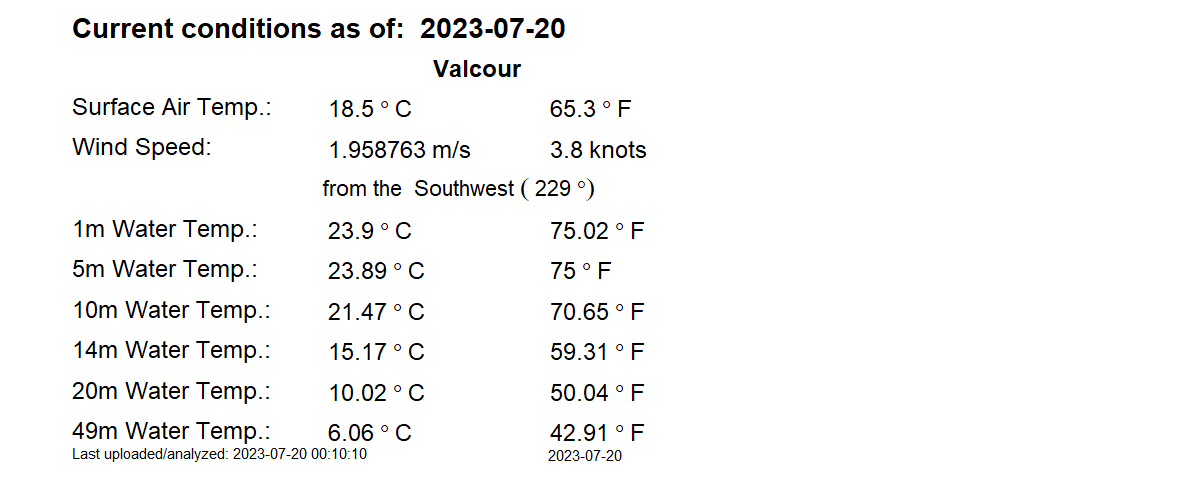 Current conditions as of:  2023-07-20
Valcour
Surface Air Temp.: 18.5 ° C 65.3 ° F
Wind Speed: 1.958763 m/s 3.8 knots
from the  Southwest ( 229 °)
1m Water Temp.: 23.9 ° C 75.02 ° F
5m Water Temp.: 23.89 ° C 75 ° F
10m Water Temp.: 21.47 ° C 70.65 ° F
14m Water Temp.: 15.17 ° C 59.31 ° F
20m Water Temp.: 10.02 ° C 50.04 ° F
49m Water Temp.: 6.06 ° C 42.91 ° F
Last uploaded/analyzed: 2023-07-20 00:10:10 2023-07-20